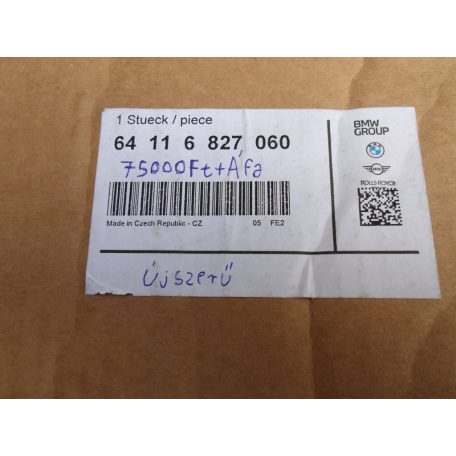 1 Stueck / piece
64 11 6 827 060
75000Ft+Áfa
Made in Czech Republic - CZ 05 FE2
Újszerű
BMW
GROUP
MINI
ROLLS-ROYCE